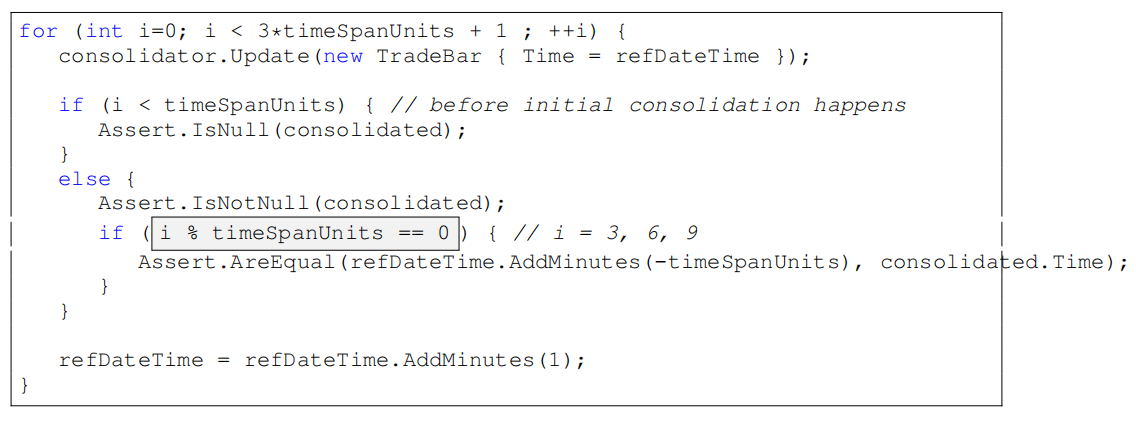 for (int i=0; i < 3*timeSpanUnits + 1 ; ++i) {
consolidator.Update(new TradeBar { Time = refDateTime });
if (i < timeSpanUnits) { // before initial consolidation happens
Assert.IsNull(consolidated);
}
else {
Assert.IsNotNull(consolidated);
if (i % timeSpanUnits == 0) { // i = 3, 6, 9
Assert.AreEqual(refDateTime.AddMinutes(-timeSpanUnits), consolidated.Time);
}
}
refDateTime = refDateTime.AddMinutes(1);
}